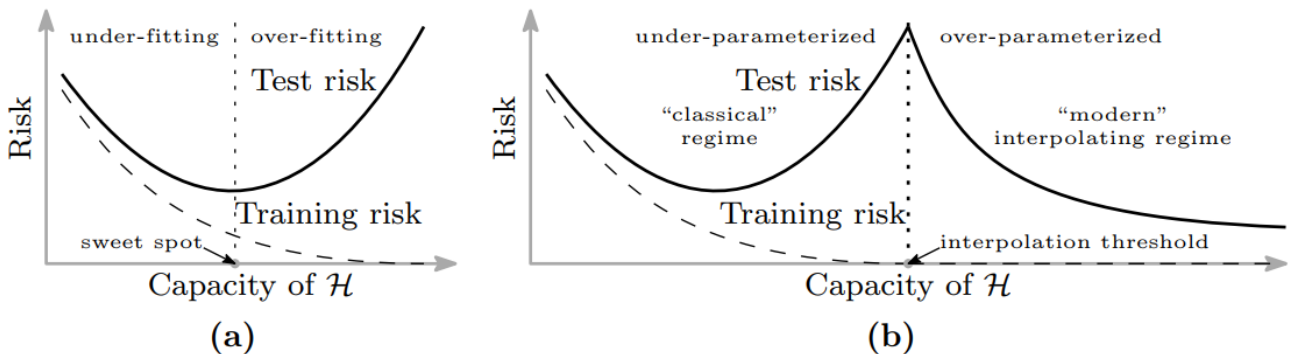 under-fitting
over-fitting
Test risk
Risk
Training risk
sweet spot
Capacity of ℋ
(a)
under-parameterized
over-parameterized
Test risk
“classical”
regime
“modern”
interpolating regime
Risk
Training risk
interpolation threshold
Capacity of ℋ
(b)